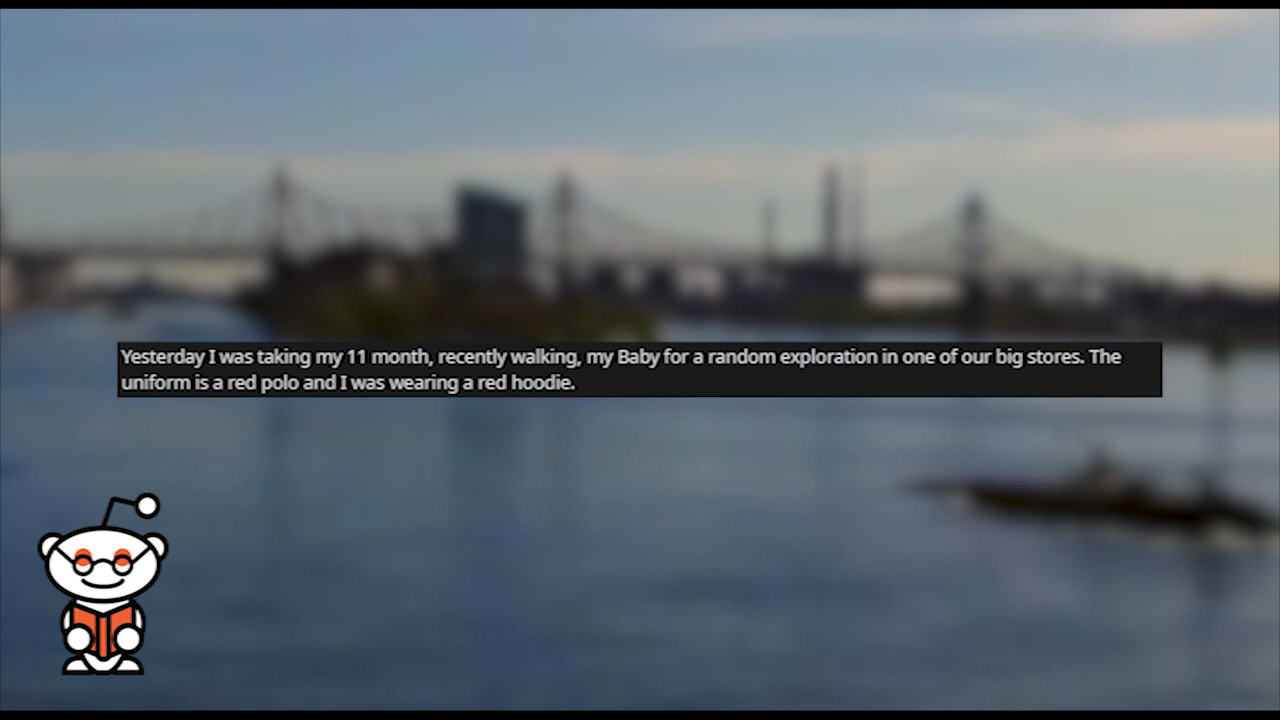 Yesterday I was taking my 11 month, recently walking, my Baby for a random exploration in one of our big stores. The
uniform is a red polo and I was wearing a red hoodie.